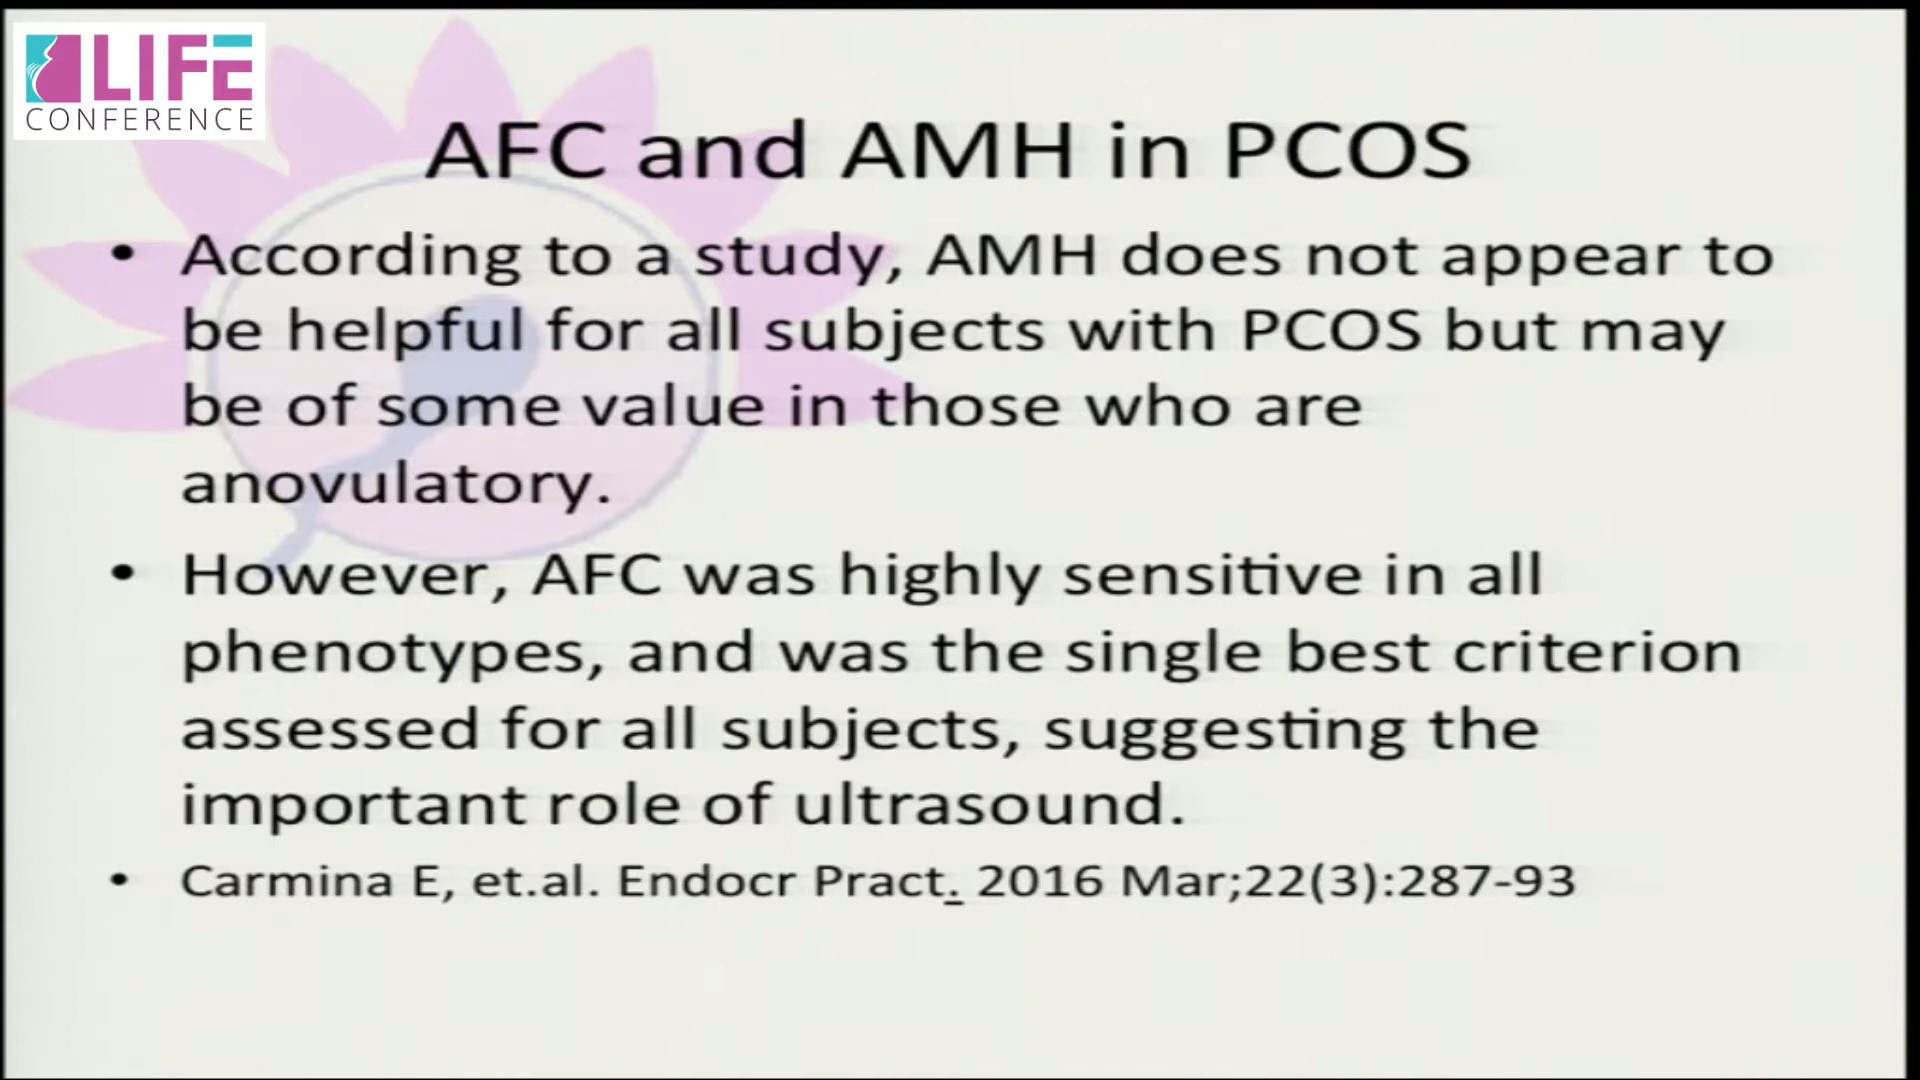 LIFE
CONFERENCE
AFC and AMH in PCOS
• According to a study, AMH does not appear to
be helpful for all subjects with PCOS but may
be of some value in those who are
anovulatory.
• However, AFC was highly sensitive in all
phenotypes, and was the single best criterion
assessed for all subjects, suggesting the
important role of ultrasound.
• Carmina E, et.al. Endocr Pract. 2016 Mar;22(3):287-93